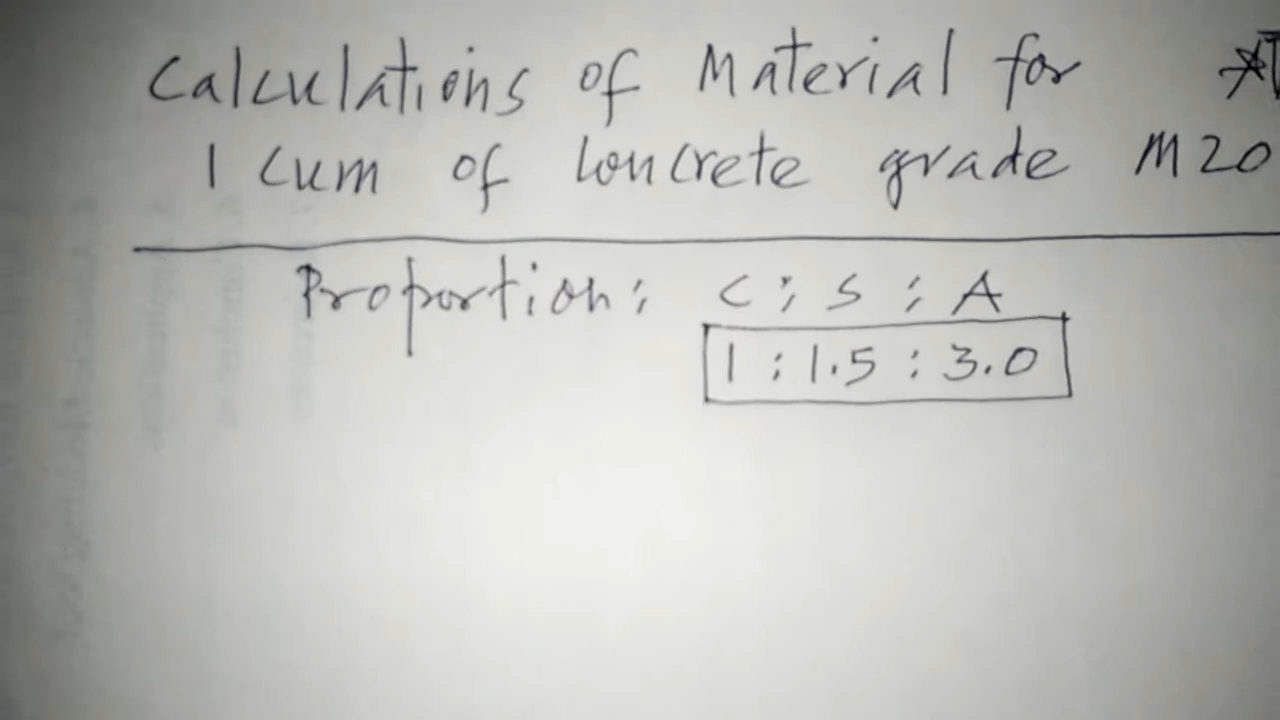 Calculations of Material for
1 cum of concrete grade M20
Proportion: C : S : A
1 : 1.5 : 3.0